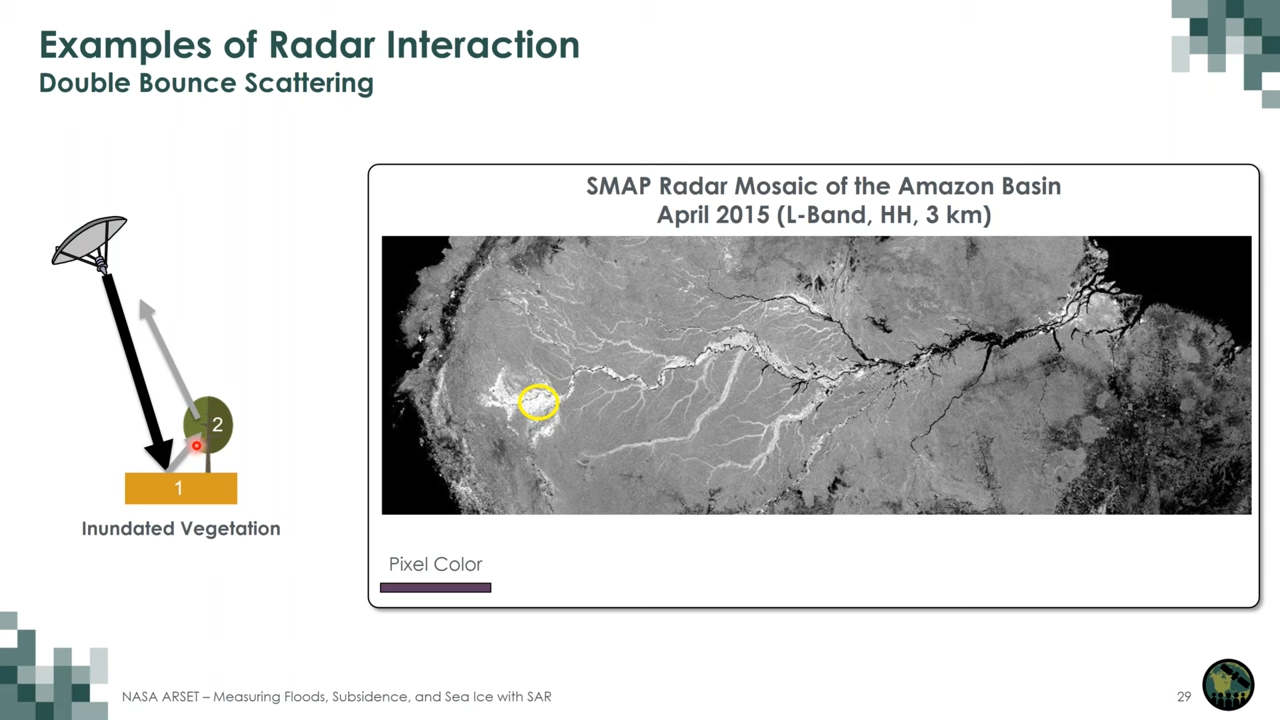 Examples of Radar Interaction
Double Bounce Scattering
SMAP Radar Mosaic of the Amazon Basin
April 2015 (L-Band, HH, 3 km)
2
1
Inundated Vegetation
Pixel Color
NASA ARSET – Measuring Floods, Subsidence, and Sea Ice with SAR
29